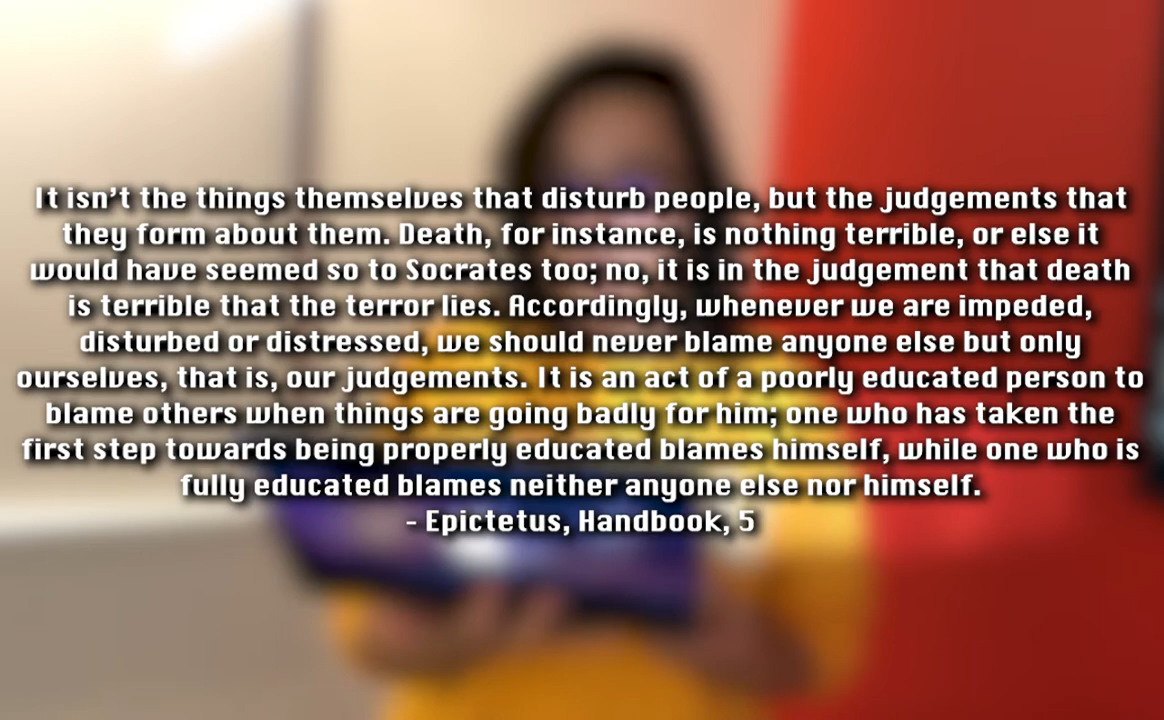 It isn't the things themselves that disturb people, but the judgements that
they form about them. Death, for instance, is nothing terrible, or else it
would have seemed so to Socrates too; no, it is in the judgement that death
is terrible that the terror lies. Accordingly, whenever we are impeded,
disturbed or distressed, we should never blame anyone else but only
ourselves, that is, our judgements. It is an act of a poorly educated person to
blame others when things are going badly for him; one who has taken the
first step towards being properly educated blames himself, while one who is
fully educated blames neither anyone else nor himself.
- Epictetus, Handbook, 5